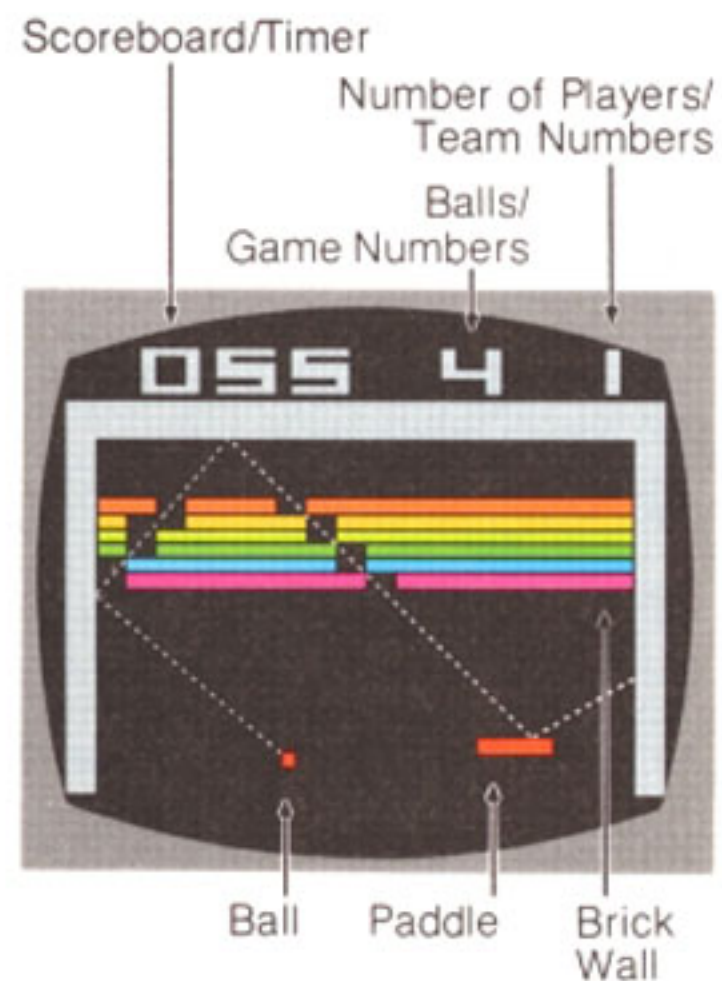 Scoreboard/Timer
Number of Players/
Team Numbers
Balls/
Game Numbers
055 4 1
Ball Paddle Brick
Wall